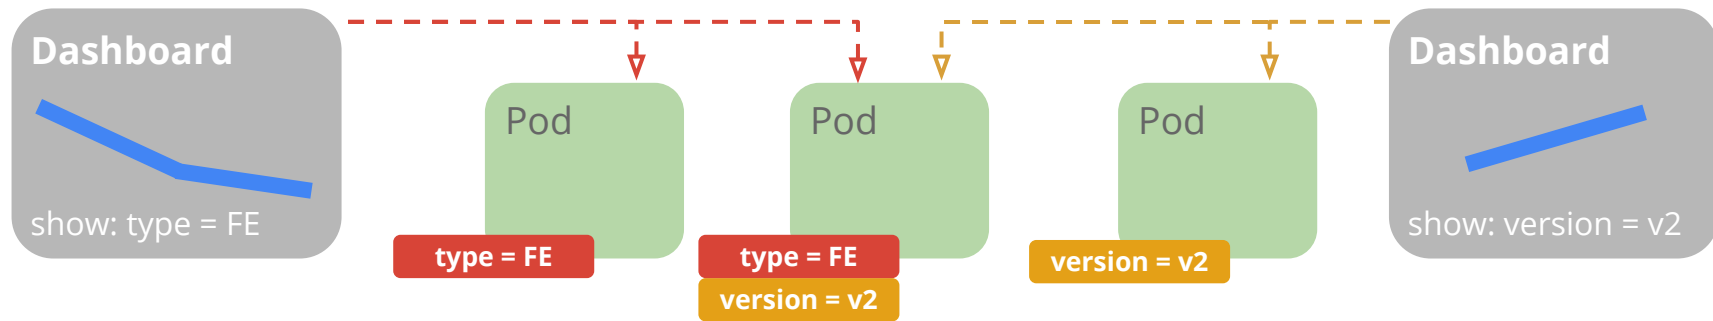 Dashboard
show: type = FE
Pod
type = FE
Pod
type = FE
version = v2
Pod
version = v2
Dashboard
show: version = v2